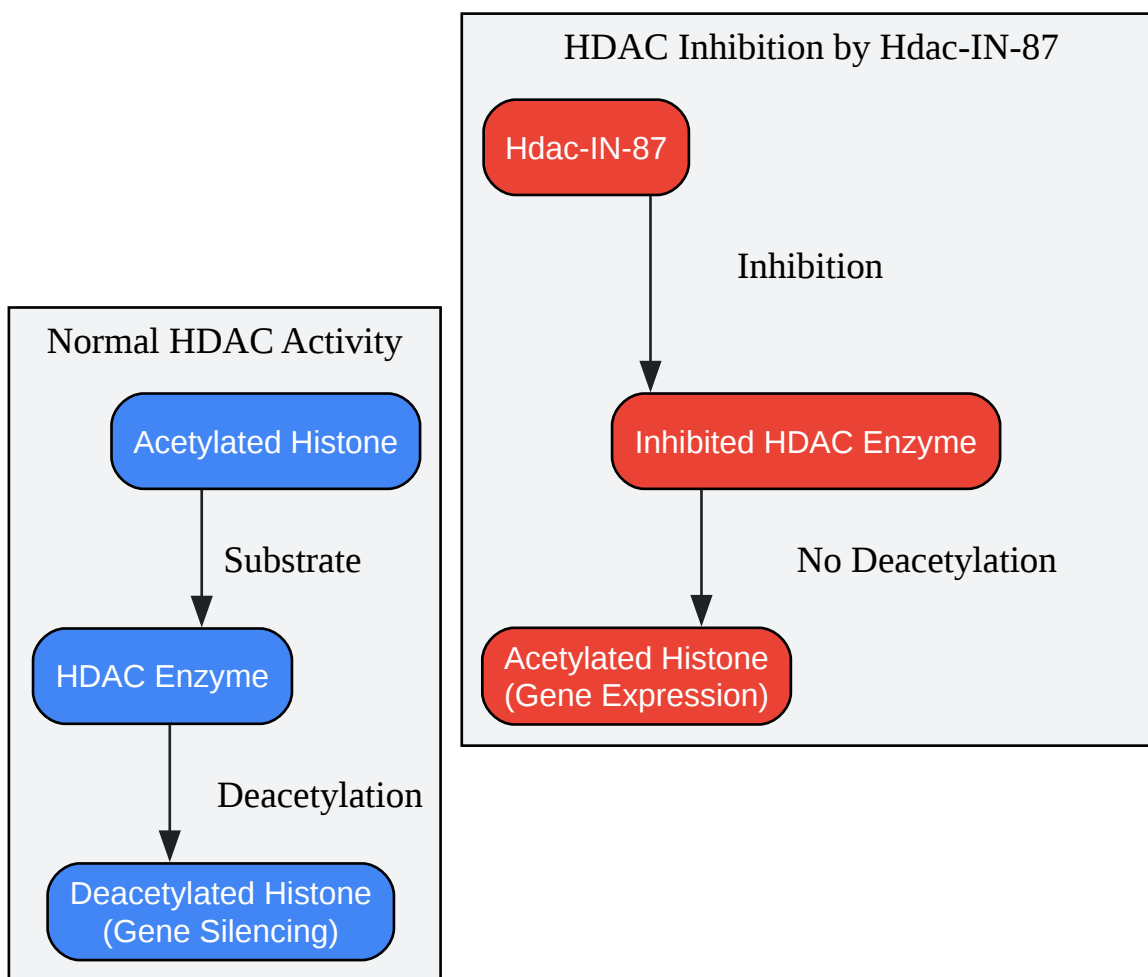 HDAC Inhibition by Hdac-IN-87
Hdac-IN-87
Inhibition
Inhibited HDAC Enzyme
No Deacetylation
Acetylated Histone
(Gene Expression)
Normal HDAC Activity
Acetylated Histone
Substrate
HDAC Enzyme
Deacetylation
Deacetylated Histone
(Gene Silencing)